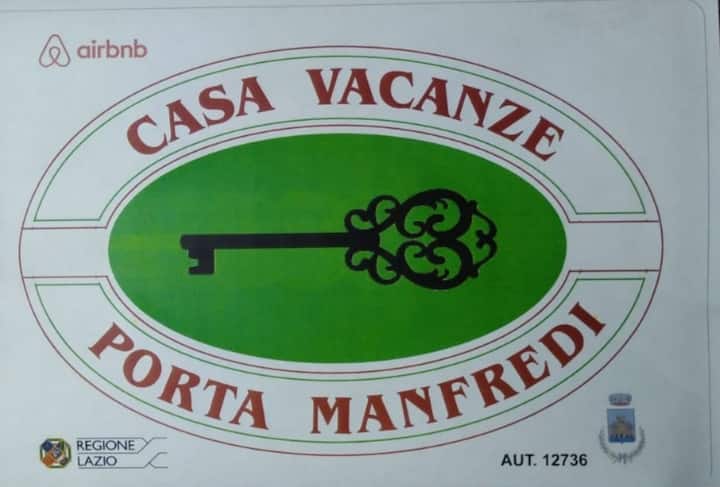 airbnb
CASA VACANZE
PORTA MANFREDI
REGIONE
LAZIO
AUT. 12736